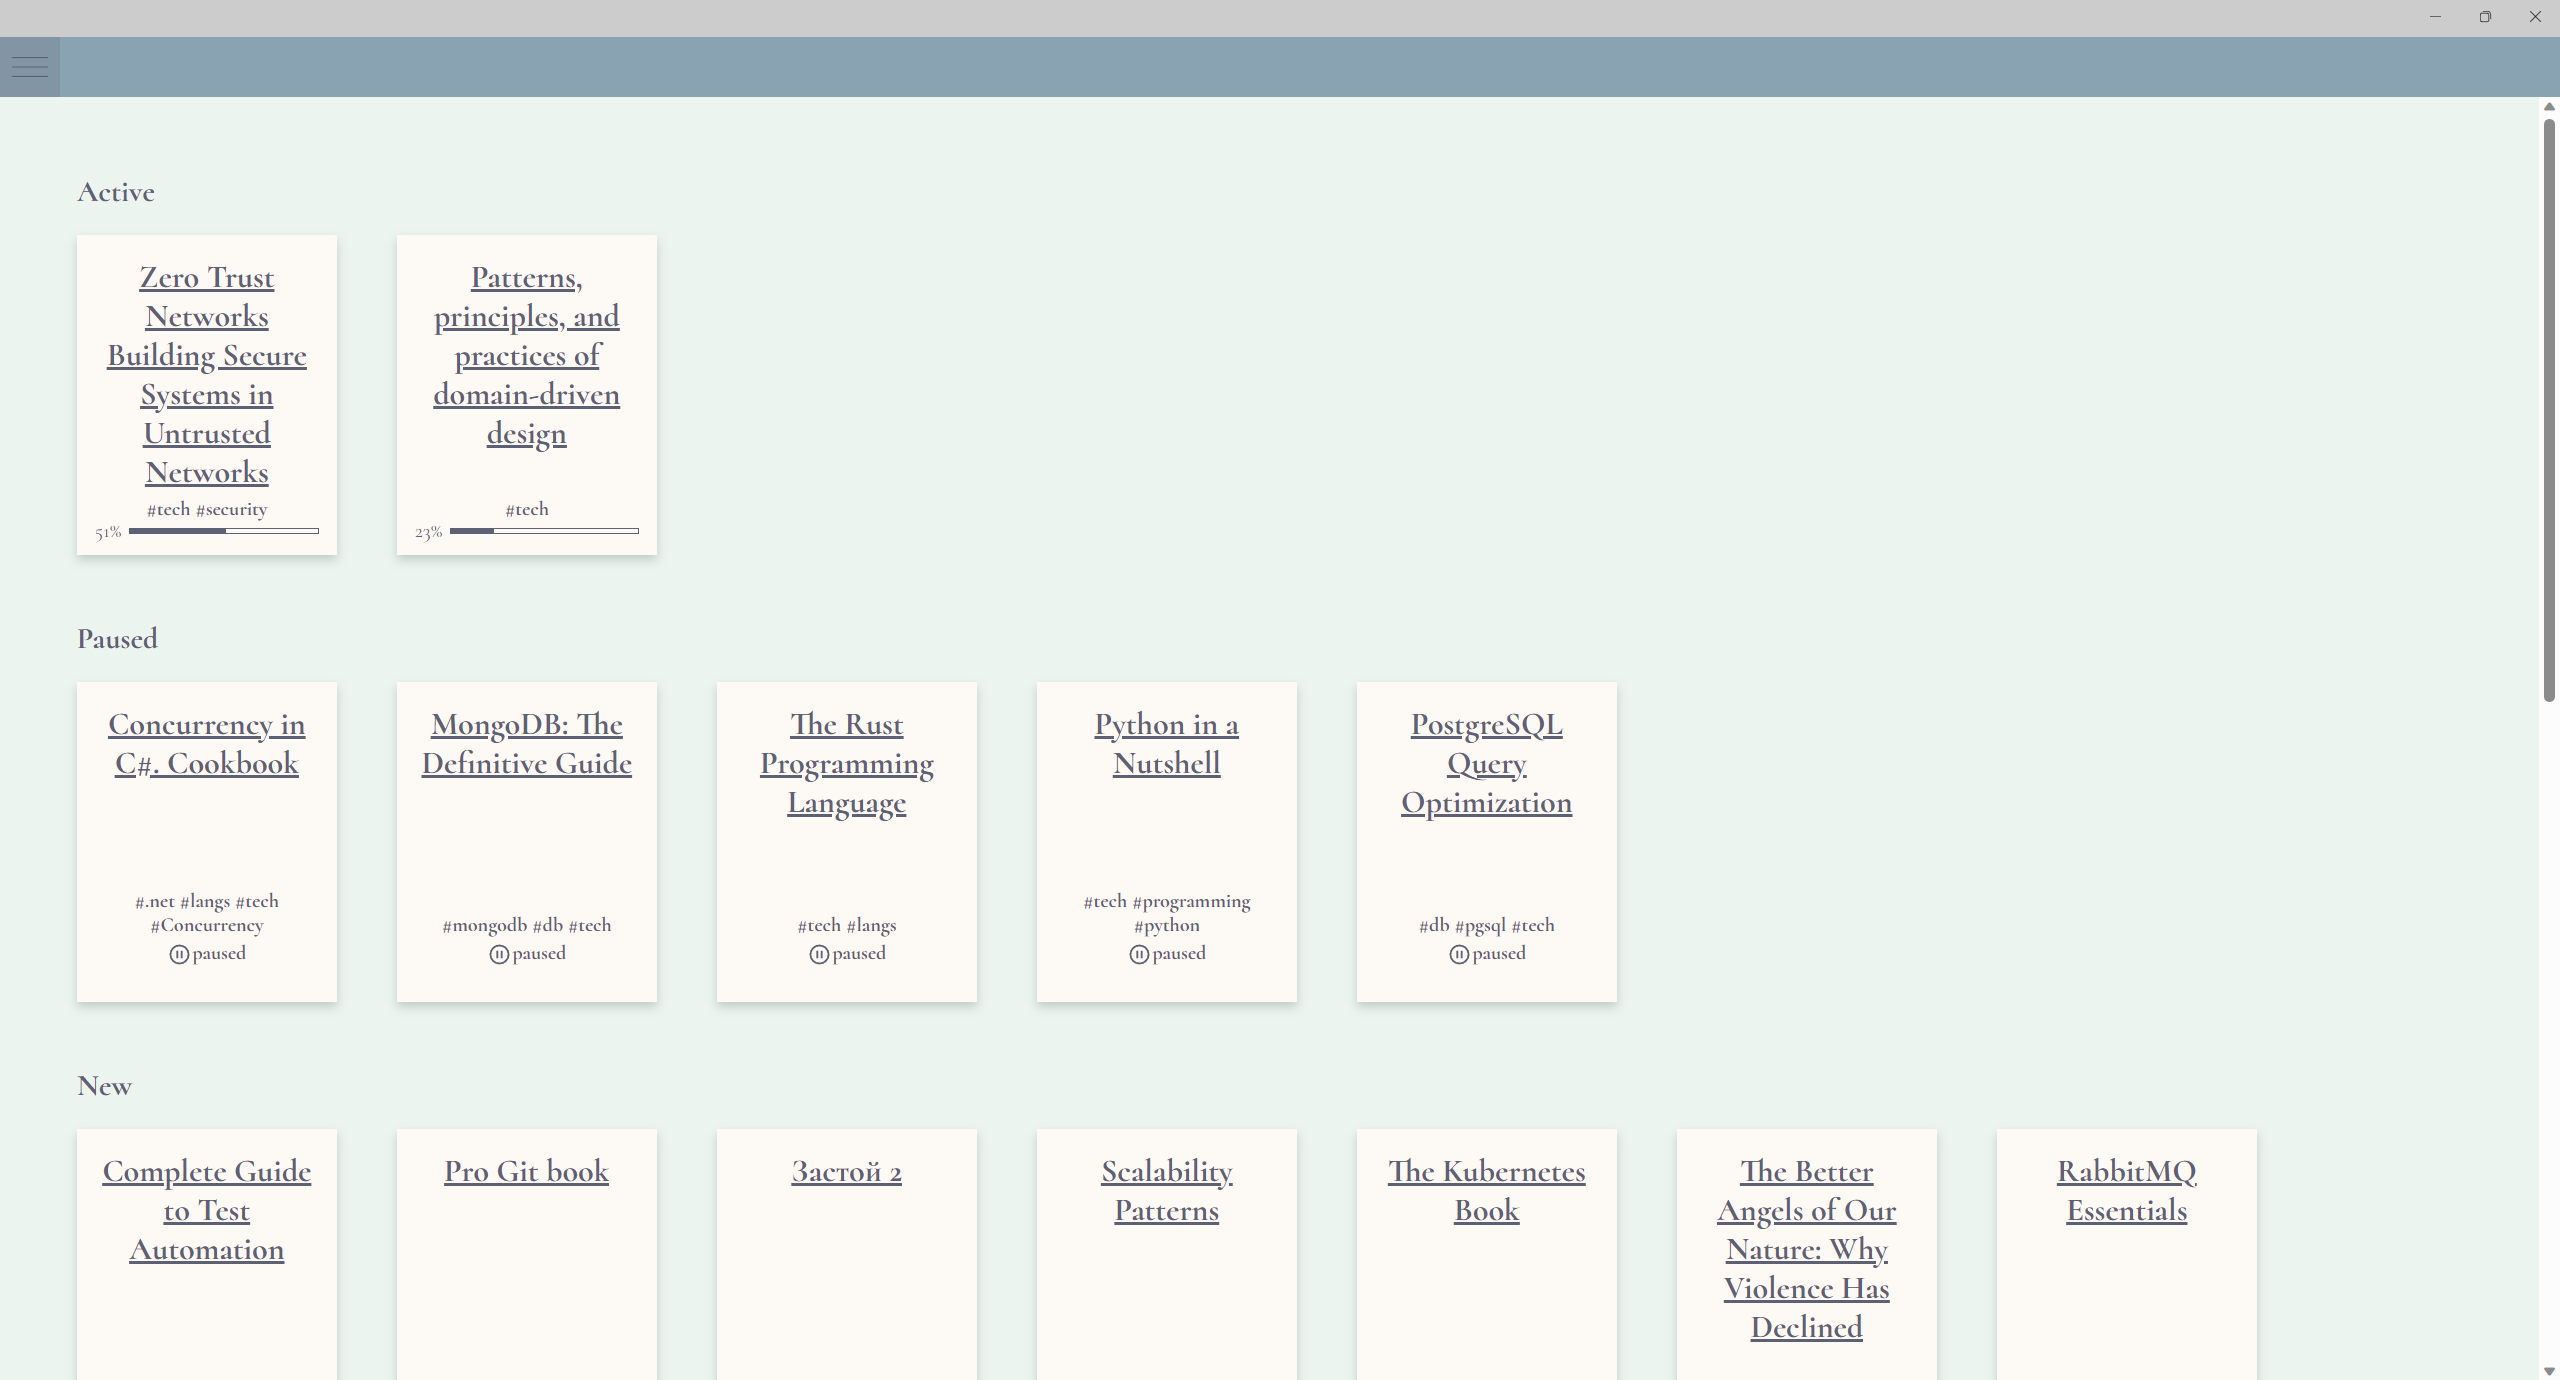 Active
Zero Trust
Networks
Building Secure
Systems in
Untrusted
Networks
#tech #security
51%
Patterns,
principles, and
practices of
domain-driven
design
#tech
23%
Paused
Concurrency in
C#. Cookbook
#.net #langs #tech
#Concurrency
paused
MongoDB: The
Definitive Guide
#mongodb #db #tech
paused
The Rust
Programming
Language
#tech #langs
paused
Python in a
Nutshell
#tech #programming
#python
paused
PostgreSQL
Query
Optimization
#db #pgsql #tech
paused
New
Complete Guide
to Test
Automation
Pro Git book
Застой 2
Scalability
Patterns
The Kubernetes
Book
The Better
Angels of Our
Nature: Why
Violence Has
Declined
RabbitMQ
Essentials